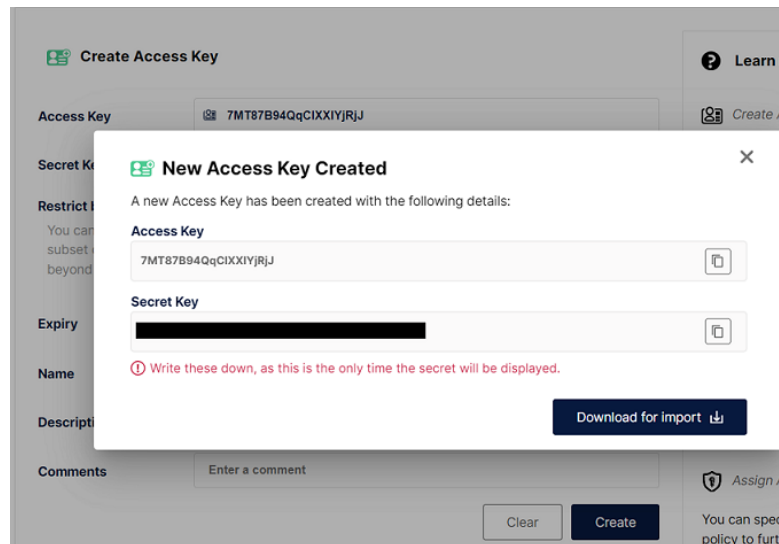 Create Access Key
Learn
Access Key
7MT87B94QqCIXXIYjRjJ
Create
New Access Key Created
A new Access Key has been created with the following details:
Access Key
7MT87B94QqCIXXIYjRjJ
Secret Key
Write these down, as this is the only time the secret will be displayed.
Download for import
Secret Ke
Restrict
You can
subset
beyond
Expiry
Name
Descripti
Comments
Enter a comment
Clear
Create
Assign
You can spec
policy to furt